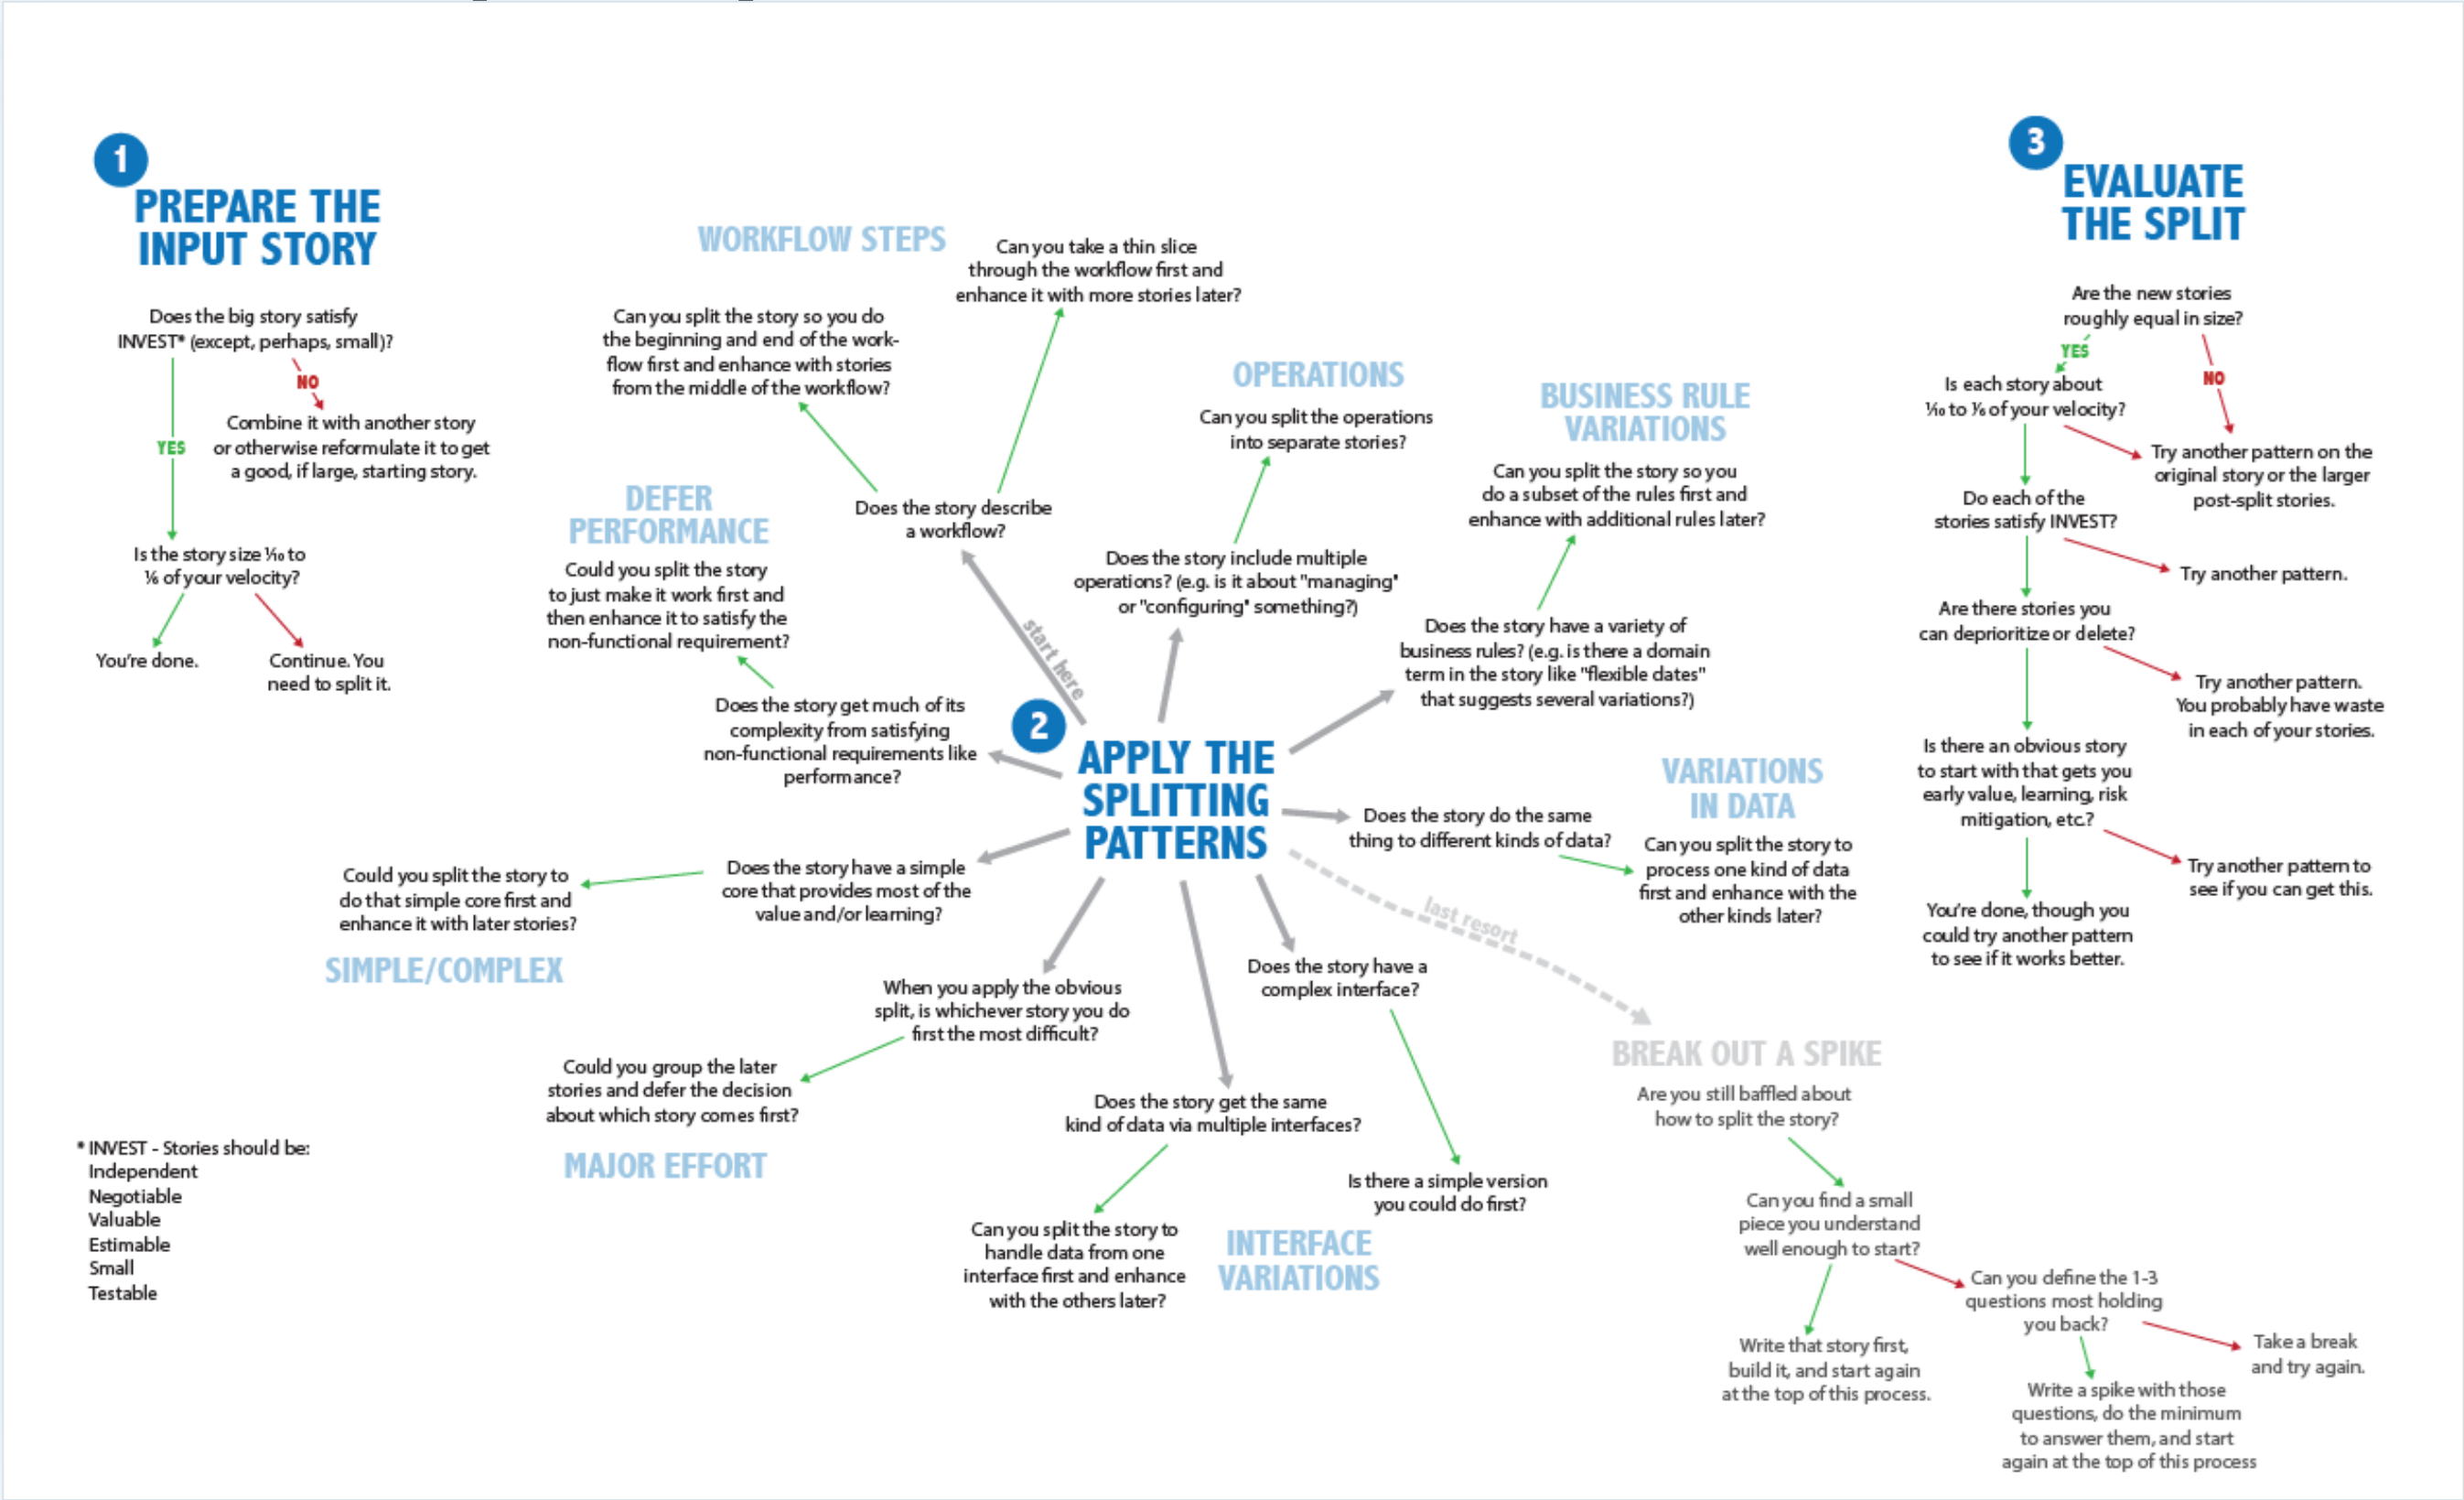 1
PREPARE THE
INPUT STORY
Does the big story satisfy
INVEST* (except, perhaps, small)?
NO
Combine it with another story
or otherwise reformulate it to get
a good, if large, starting story.
YES
Is the story size 1/10 to
1/6 of your velocity?
You're done.
Continue. You
need to split it.
* INVEST - Stories should be:
Independent
Negotiable
Valuable
Estimable
Small
Testable
2
APPLY THE
SPLITTING
PATTERNS
start here
Does the story describe
a workflow?
WORKFLOW STEPS
Can you split the story so you do
the beginning and end of the work-
flow first and enhance with stories
from the middle of the workflow?
Can you take a thin slice
through the workflow first and
enhance it with more stories later?
OPERATIONS
Can you split the operations
into separate stories?
Does the story include multiple
operations? (e.g. is it about "managing"
or "configuring" something?)
BUSINESS RULE
VARIATIONS
Can you split the story so you
do a subset of the rules first and
enhance with additional rules later?
Does the story have a variety of
business rules? (e.g. is there a domain
term in the story like "flexible dates"
that suggests several variations?)
VARIATIONS
IN DATA
Does the story do the same
thing to different kinds of data?
Can you split the story to
process one kind of data
first and enhance with the
other kinds later?
DEFER
PERFORMANCE
Could you split the story
to just make it work first and
then enhance it to satisfy the
non-functional requirement?
Does the story get much of its
complexity from satisfying
non-functional requirements like
performance?
Does the story have a simple
core that provides most of the
value and/or learning?
Could you split the story to
do that simple core first and
enhance it with later stories?
SIMPLE/COMPLEX
When you apply the obvious
split, is whichever story you do
first the most difficult?
Could you group the later
stories and defer the decision
about which story comes first?
MAJOR EFFORT
Does the story get the same
kind of data via multiple interfaces?
Can you split the story to
handle data from one
interface first and enhance
with the others later?
Does the story have a
complex interface?
Is there a simple version
you could do first?
INTERFACE
VARIATIONS
last resort
BREAK OUT A SPIKE
Are you still baffled about
how to split the story?
Can you find a small
piece you understand
well enough to start?
Write that story first,
build it, and start again
at the top of this process.
Can you define the 1-3
questions most holding
you back?
Take a break
and try again.
Write a spike with those
questions, do the minimum
to answer them, and start
again at the top of this process
3
EVALUATE
THE SPLIT
Are the new stories
roughly equal in size?
YES
NO
Is each story about
1/10 to 1/6 of your velocity?
Try another pattern on the
original story or the larger
post-split stories.
Do each of the
stories satisfy INVEST?
Try another pattern.
Are there stories you
can deprioritize or delete?
Try another pattern.
You probably have waste
in each of your stories.
Is there an obvious story
to start with that gets you
early value, learning, risk
mitigation, etc.?
Try another pattern to
see if you can get this.
You're done, though you
could try another pattern
to see if it works better.